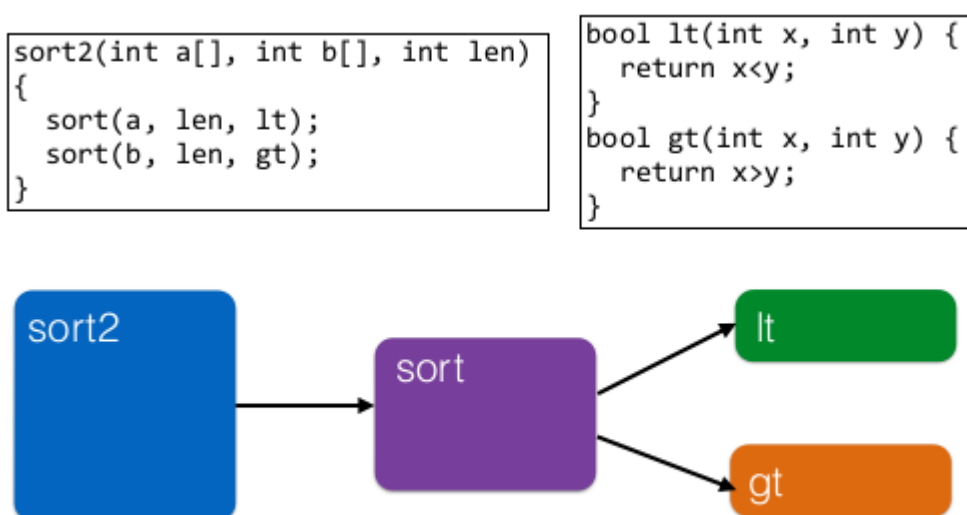 sort2(int a[], int b[], int len)
{
  sort(a, len, lt);
  sort(b, len, gt);
}
bool lt(int x, int y) {
  return x<y;
}
bool gt(int x, int y) {
  return x>y;
}
sort2
sort
lt
gt